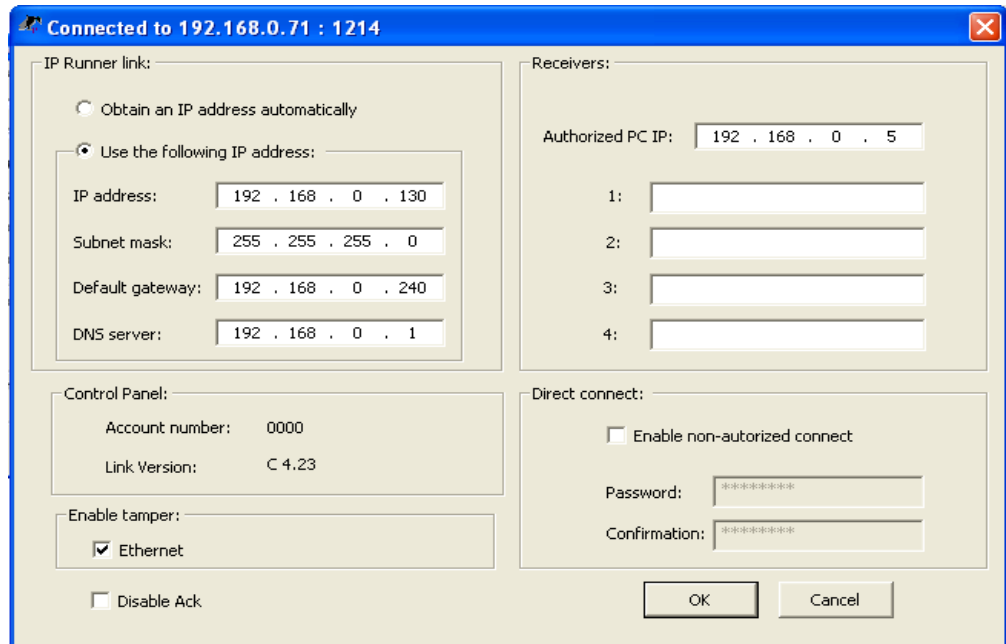 Connected to 192.168.0.71 : 1214
IP Runner link:
Obtain an IP address automatically
Use the following IP address:
IP address: 192 . 168 . 0 . 130
Subnet mask: 255 . 255 . 255 . 0
Default gateway: 192 . 168 . 0 . 240
DNS server: 192 . 168 . 0 . 1
Receivers:
Authorized PC IP: 192 . 168 . 0 . 5
1:
2:
3:
4:
Control Panel:
Account number: 0000
Link Version: C 4.23
Direct connect:
Enable non-autorized connect
Password: ********
Confirmation: ********
Enable tamper:
Ethernet
Disable Ack
OK Cancel